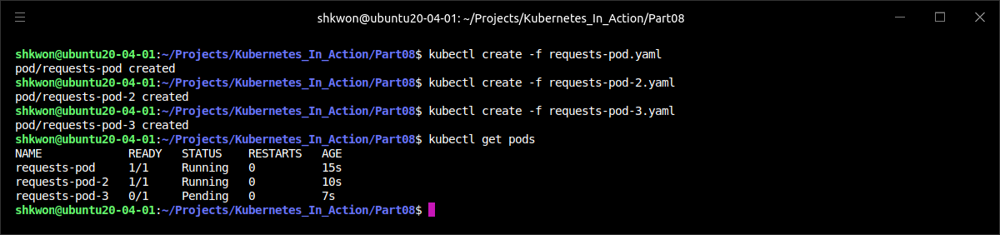 shkwon@ubuntu20-04-01: ~/Projects/Kubernetes_In_Action/Part08
shkwon@ubuntu20-04-01:~/Projects/Kubernetes_In_Action/Part08$ kubectl create -f requests-pod.yaml
pod/requests-pod created
shkwon@ubuntu20-04-01:~/Projects/Kubernetes_In_Action/Part08$ kubectl create -f requests-pod-2.yaml
pod/requests-pod-2 created
shkwon@ubuntu20-04-01:~/Projects/Kubernetes_In_Action/Part08$ kubectl create -f requests-pod-3.yaml
pod/requests-pod-3 created
shkwon@ubuntu20-04-01:~/Projects/Kubernetes_In_Action/Part08$ kubectl get pods
NAME             READY   STATUS    RESTARTS   AGE
requests-pod     1/1     Running   0          15s
requests-pod-2   1/1     Running   0          10s
requests-pod-3   0/1     Pending   0          7s
shkwon@ubuntu20-04-01:~/Projects/Kubernetes_In_Action/Part08$